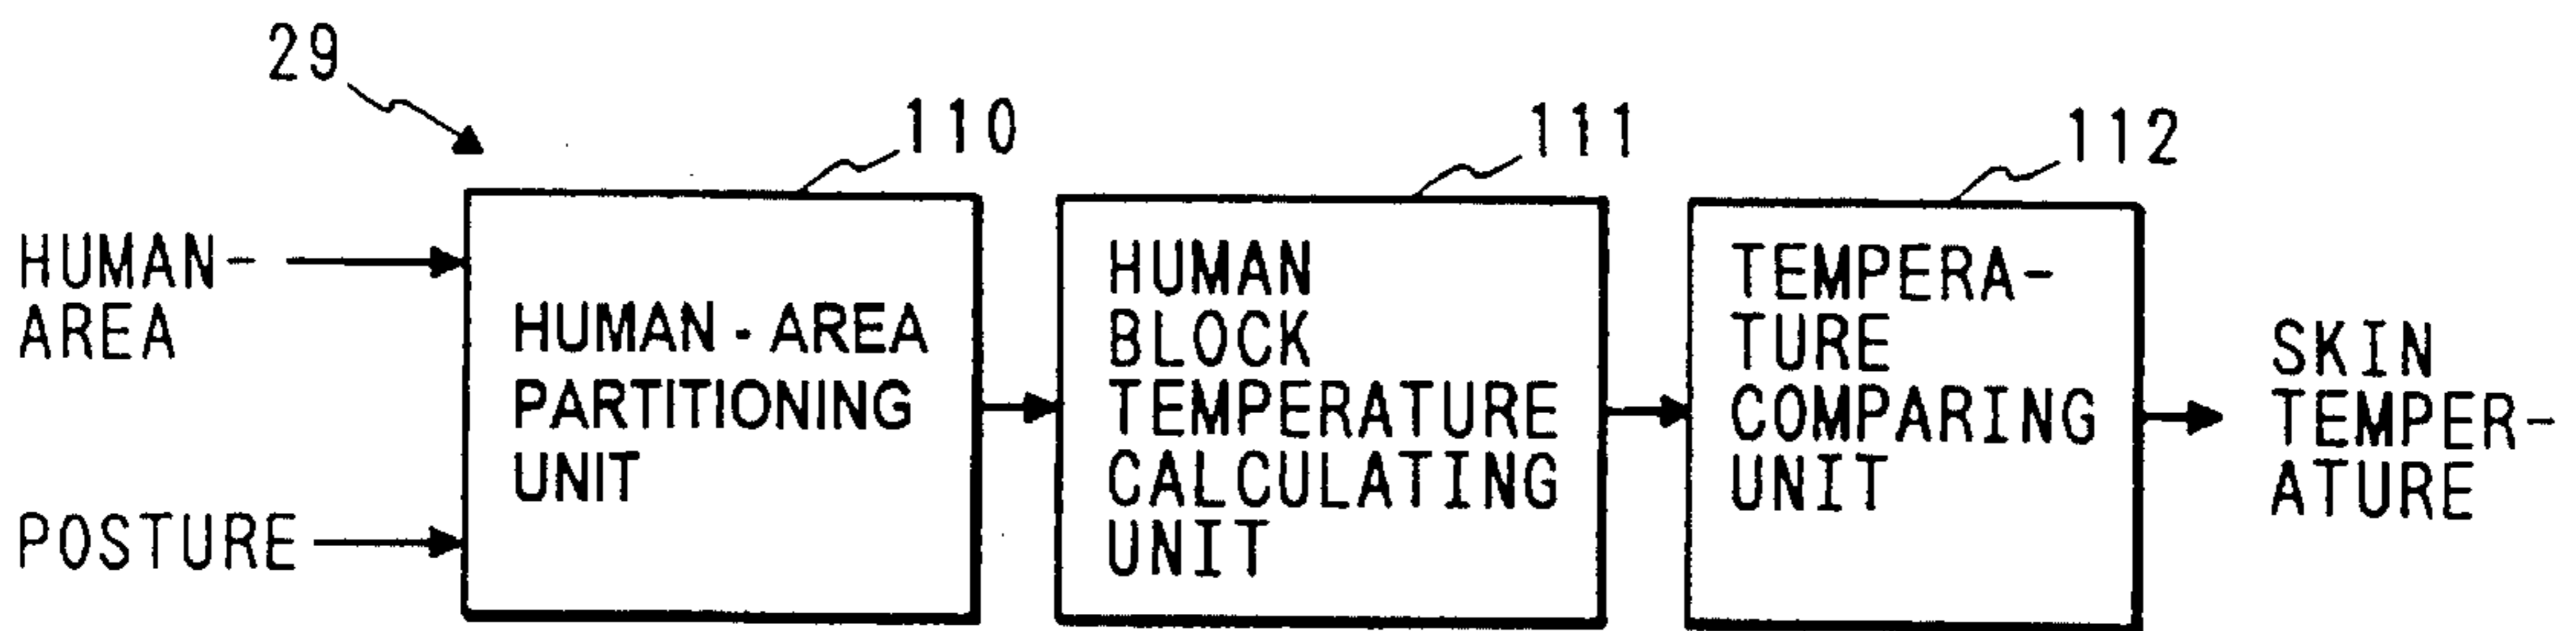 29
110
111
112
HUMAN-
AREA
POSTURE
HUMAN - AREA
PARTITIONING
UNIT
HUMAN
BLOCK
TEMPERATURE
CALCULATING
UNIT
TEMPERA-
TURE
COMPARING
UNIT
SKIN
TEMPER-
ATURE